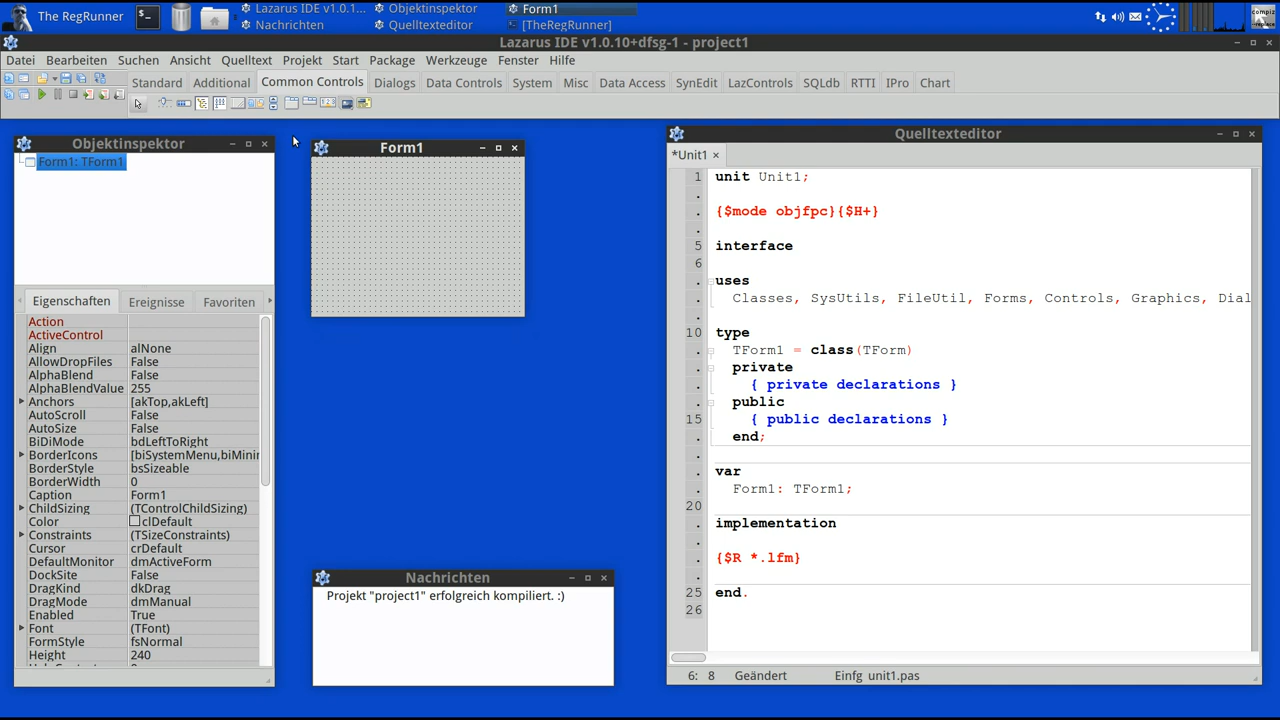 The RegRunner
Lazarus IDE v1.0.1...
Objektinspektor
Form1
Nachrichten
Quelltexteditor
[TheRegRunner]
Lazarus IDE v1.0.10+dfsg-1 - project1
Datei Bearbeiten Suchen Ansicht Quelltext Projekt Start Package Werkzeuge Fenster Hilfe
Standard Additional Common Controls Dialogs Data Controls System Misc Data Access SynEdit LazControls SQLdb RTTI IPro Chart
Objektinspektor
Form1: TForm1
Eigenschaften Ereignisse Favoriten
Action
ActiveControl
Align alNone
AllowDropFiles False
AlphaBlend False
AlphaBlendValue 255
Anchors [akTop,akLeft]
AutoScroll False
AutoSize False
BiDiMode bdLeftToRight
BorderIcons [biSystemMenu,biMini
BorderStyle bsSizeable
BorderWidth 0
Caption Form1
ChildSizing (TControlChildSizing)
Color clDefault
Constraints (TSizeConstraints)
Cursor crDefault
DefaultMonitor dmActiveForm
DockSite False
DragKind dkDrag
DragMode dmManual
Enabled True
Font (TFont)
FormStyle fsNormal
Height 240
Form1
Nachrichten
Projekt "project1" erfolgreich kompiliert. :)
Quelltexteditor
*Unit1
1 unit Unit1;
.
. {$mode objfpc}{$H+}
.
5 interface
6
. uses
. Classes, SysUtils, FileUtil, Forms, Controls, Graphics, Dial
.
10 type
. TForm1 = class(TForm)
. private
. { private declarations }
. public
15 { public declarations }
. end;
.
. var
. Form1: TForm1;
20
. implementation
.
. {$R *.lfm}
.
25 end.
26
6: 8 Geändert Einfg unit1.pas